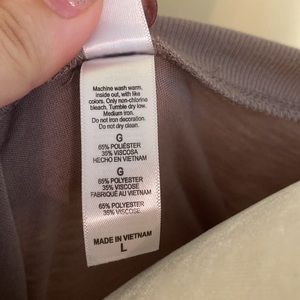 Machine wash warm,
inside out, with like
colors. Only non-chlorine
bleach. Tumble dry low.
Medium iron.
Do not iron decoration.
Do not dry clean.
G
65% POLIÉSTER
35% VISCOSA
HECHO EN VIETNAM
G
65% POLYESTER
35% VISCOSE
FABRIQUÉ AU VIETNAM
65% POLYESTER
35% VISCOSE
MADE IN VIETNAM
L